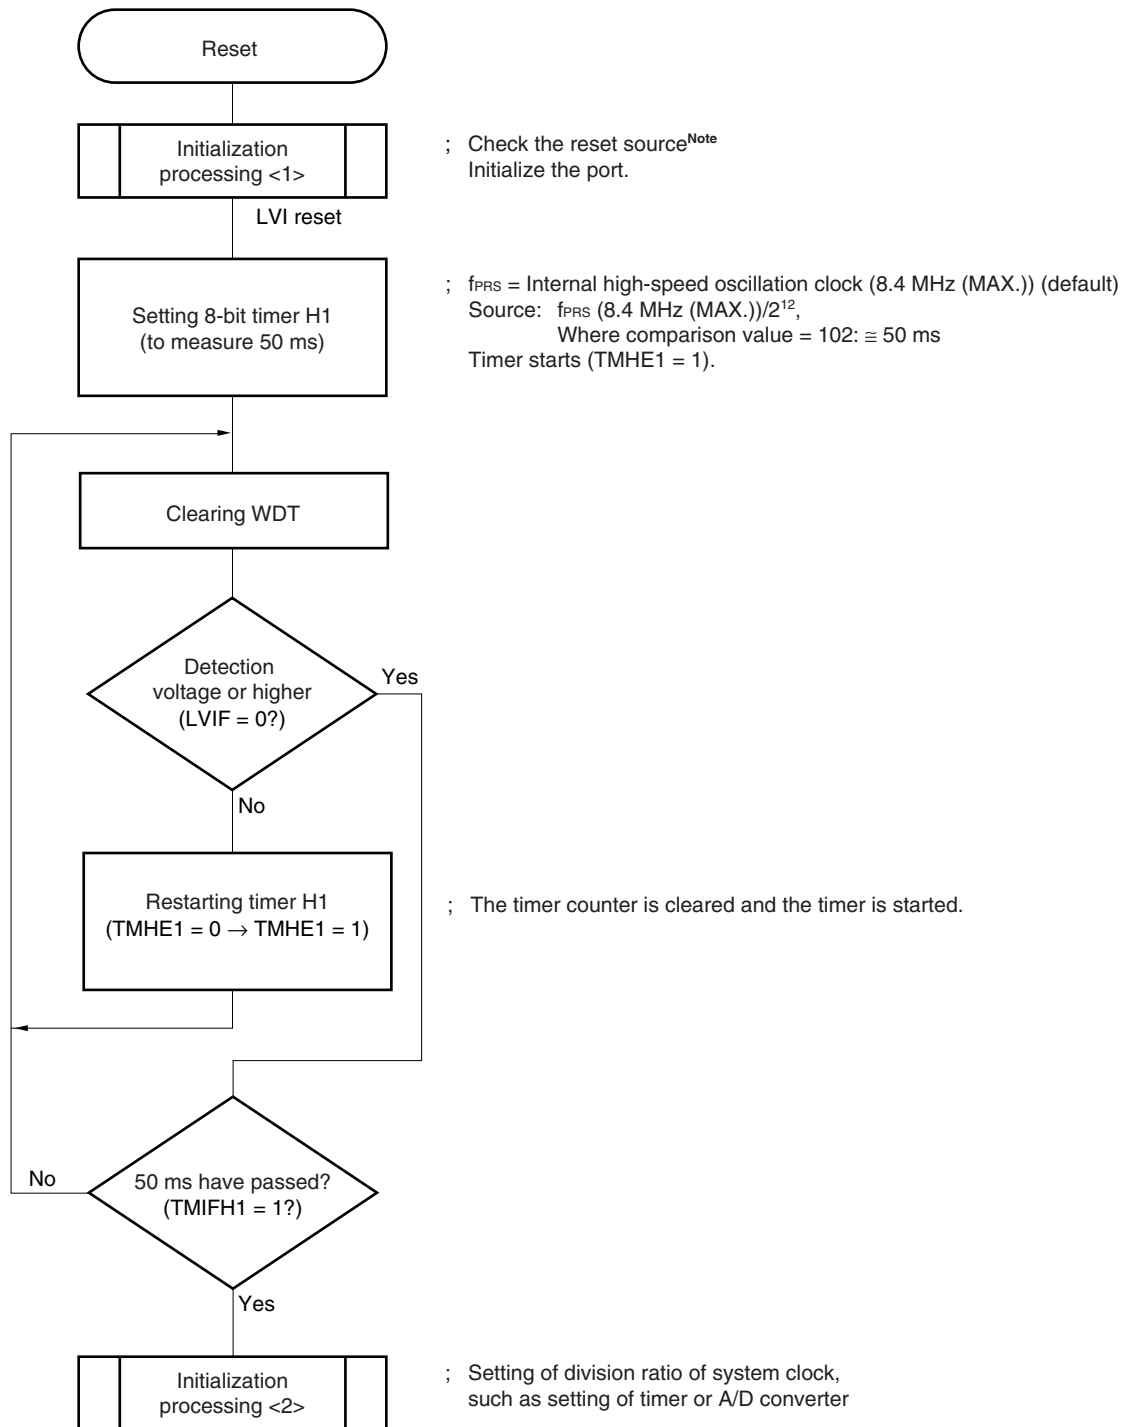 Reset
Initialization
processing <1>
; Check the reset source^Note
Initialize the port.
LVI reset
Setting 8-bit timer H1
(to measure 50 ms)
; fPRS = Internal high-speed oscillation clock (8.4 MHz (MAX.)) (default)
Source: fPRS (8.4 MHz (MAX.))/2^12,
Where comparison value = 102: ≅ 50 ms
Timer starts (TMHE1 = 1).
Clearing WDT
Detection
voltage or higher
(LVIF = 0?)
Yes
No
Restarting timer H1
(TMHE1 = 0 → TMHE1 = 1)
; The timer counter is cleared and the timer is started.
No
50 ms have passed?
(TMIFH1 = 1?)
Yes
Initialization
processing <2>
; Setting of division ratio of system clock,
such as setting of timer or A/D converter